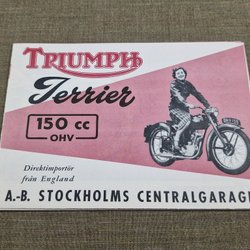 TRIUMPH
Terrier
150 cc
OHV
Direktimportör
från England
A.-B. STOCKHOLMS CENTRALGARAGE